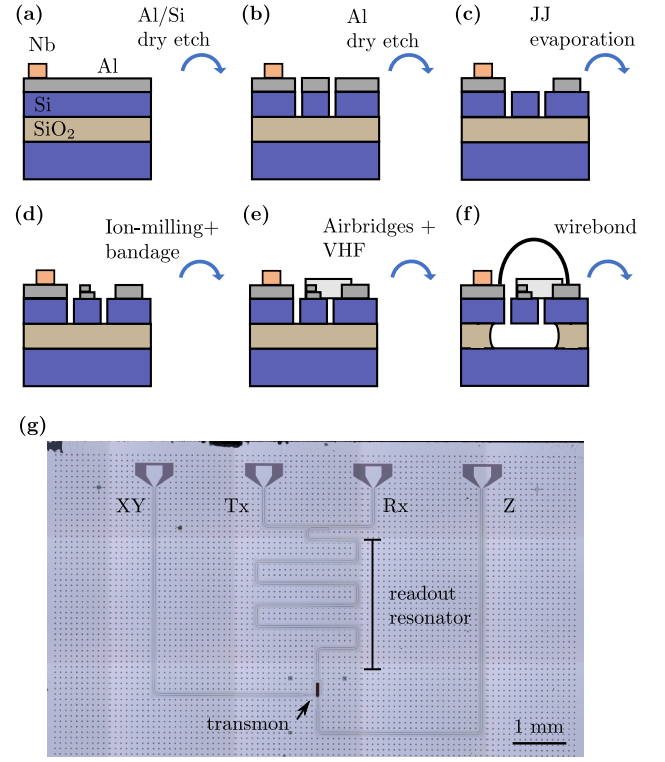 (a)
Al/Si
dry etch
Nb
Al
Si
SiO₂
(b)
Al
dry etch
(c)
JJ
evaporation
(d)
Ion-milling+
bandage
(e)
Airbridges +
VHF
(f)
wirebond
(g)
XY
Tx
Rx
Z
readout
resonator
transmon
1 mm